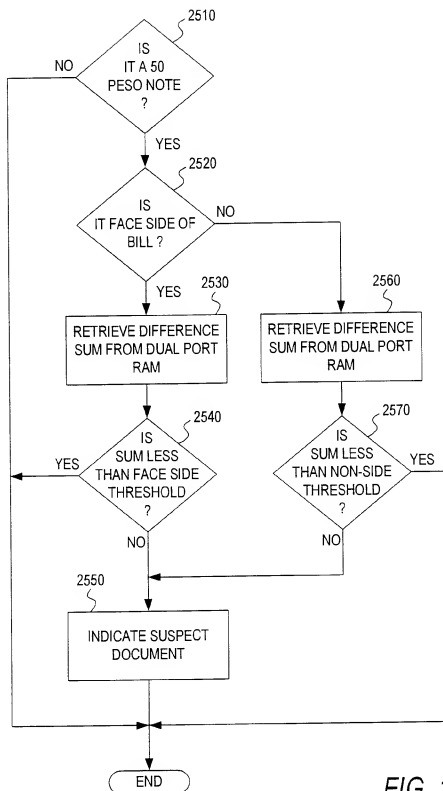 2510
IS
IT A 50
PESO NOTE
?
NO
YES
2520
IS
IT FACE SIDE OF
BILL ?
NO
YES
2530
RETRIEVE DIFFERENCE
SUM FROM DUAL PORT
RAM
2560
RETRIEVE DIFFERENCE
SUM FROM DUAL PORT
RAM
2540
IS
SUM LESS
THAN FACE SIDE
THRESHOLD
?
YES
NO
2570
IS
SUM LESS
THAN NON-SIDE
THRESHOLD
?
YES
NO
2550
INDICATE SUSPECT
DOCUMENT
END
FIG.